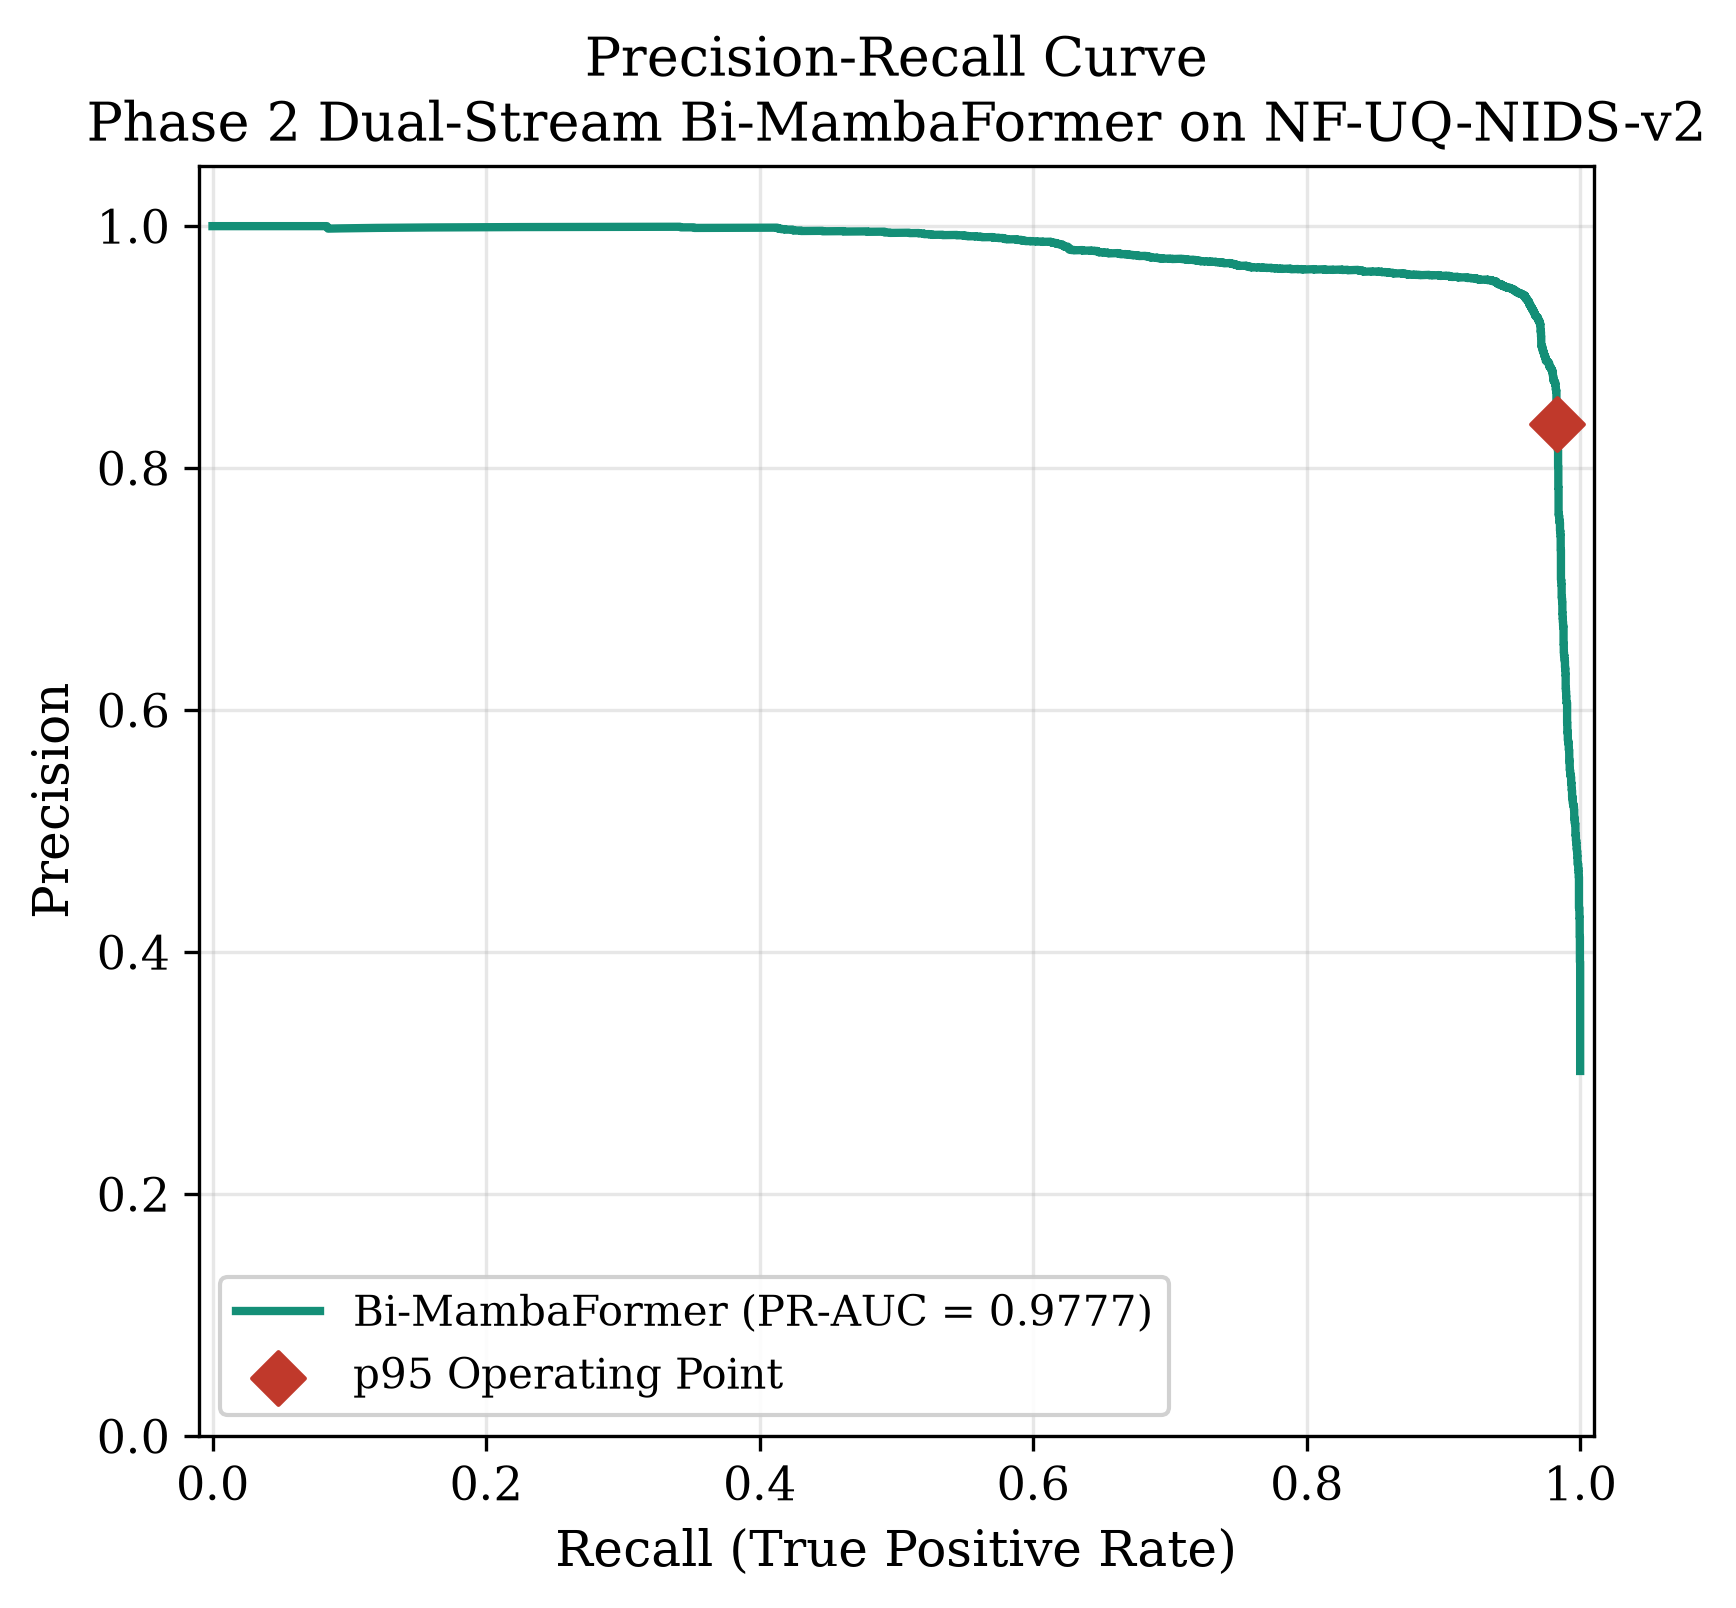 Precision-Recall Curve
Phase 2 Dual-Stream Bi-MambaFormer on NF-UQ-NIDS-v2
1.0
0.8
0.6
0.4
0.2
0.0
Precision
Bi-MambaFormer (PR-AUC = 0.9777)
p95 Operating Point
0.0 0.2 0.4 0.6 0.8 1.0
Recall (True Positive Rate)